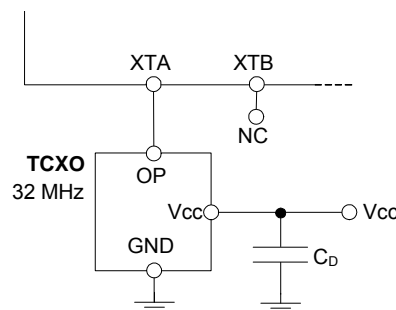 XTA XTB
NC
TCXO
32 MHz
OP
Vcc
Vcc
GND
CD